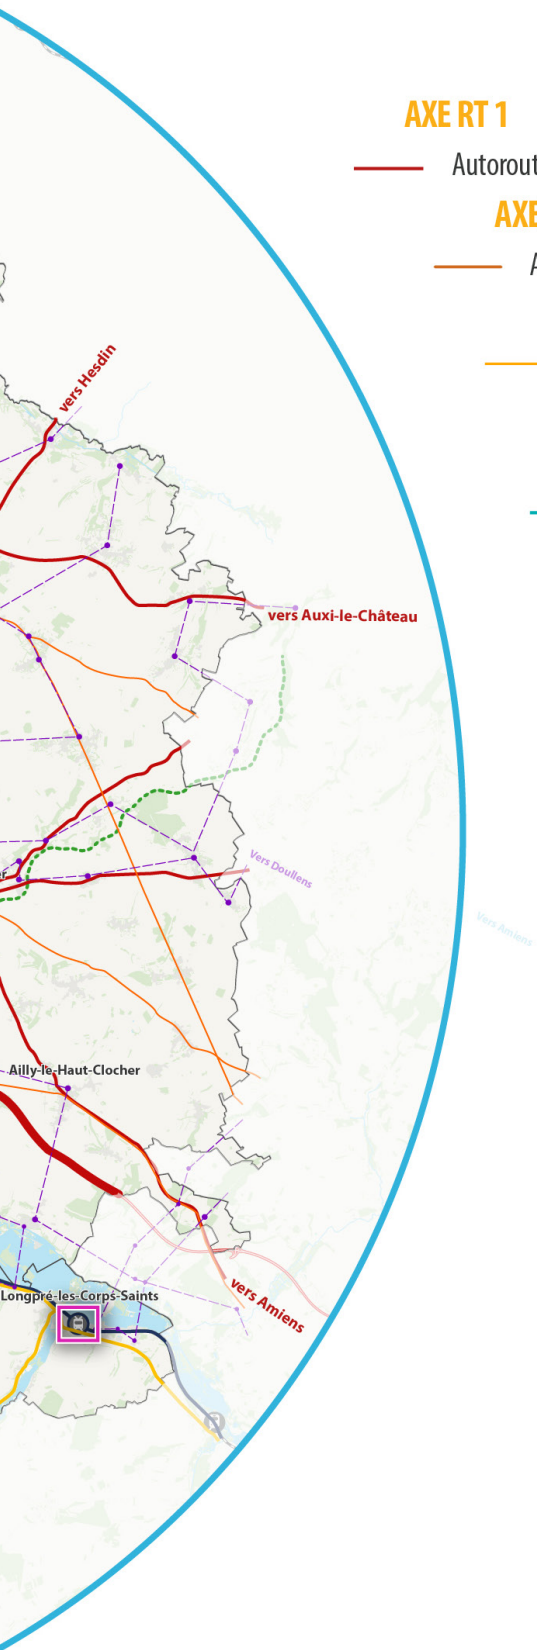 AXE RT 1
Autorout
AXE
A
vers Hesdin
vers Auxi-le-Château
Vers Doullens
Vers Amiens
er
Ailly-le-Haut-Clocher
Longpré-les-Corps-Saints
vers Amiens